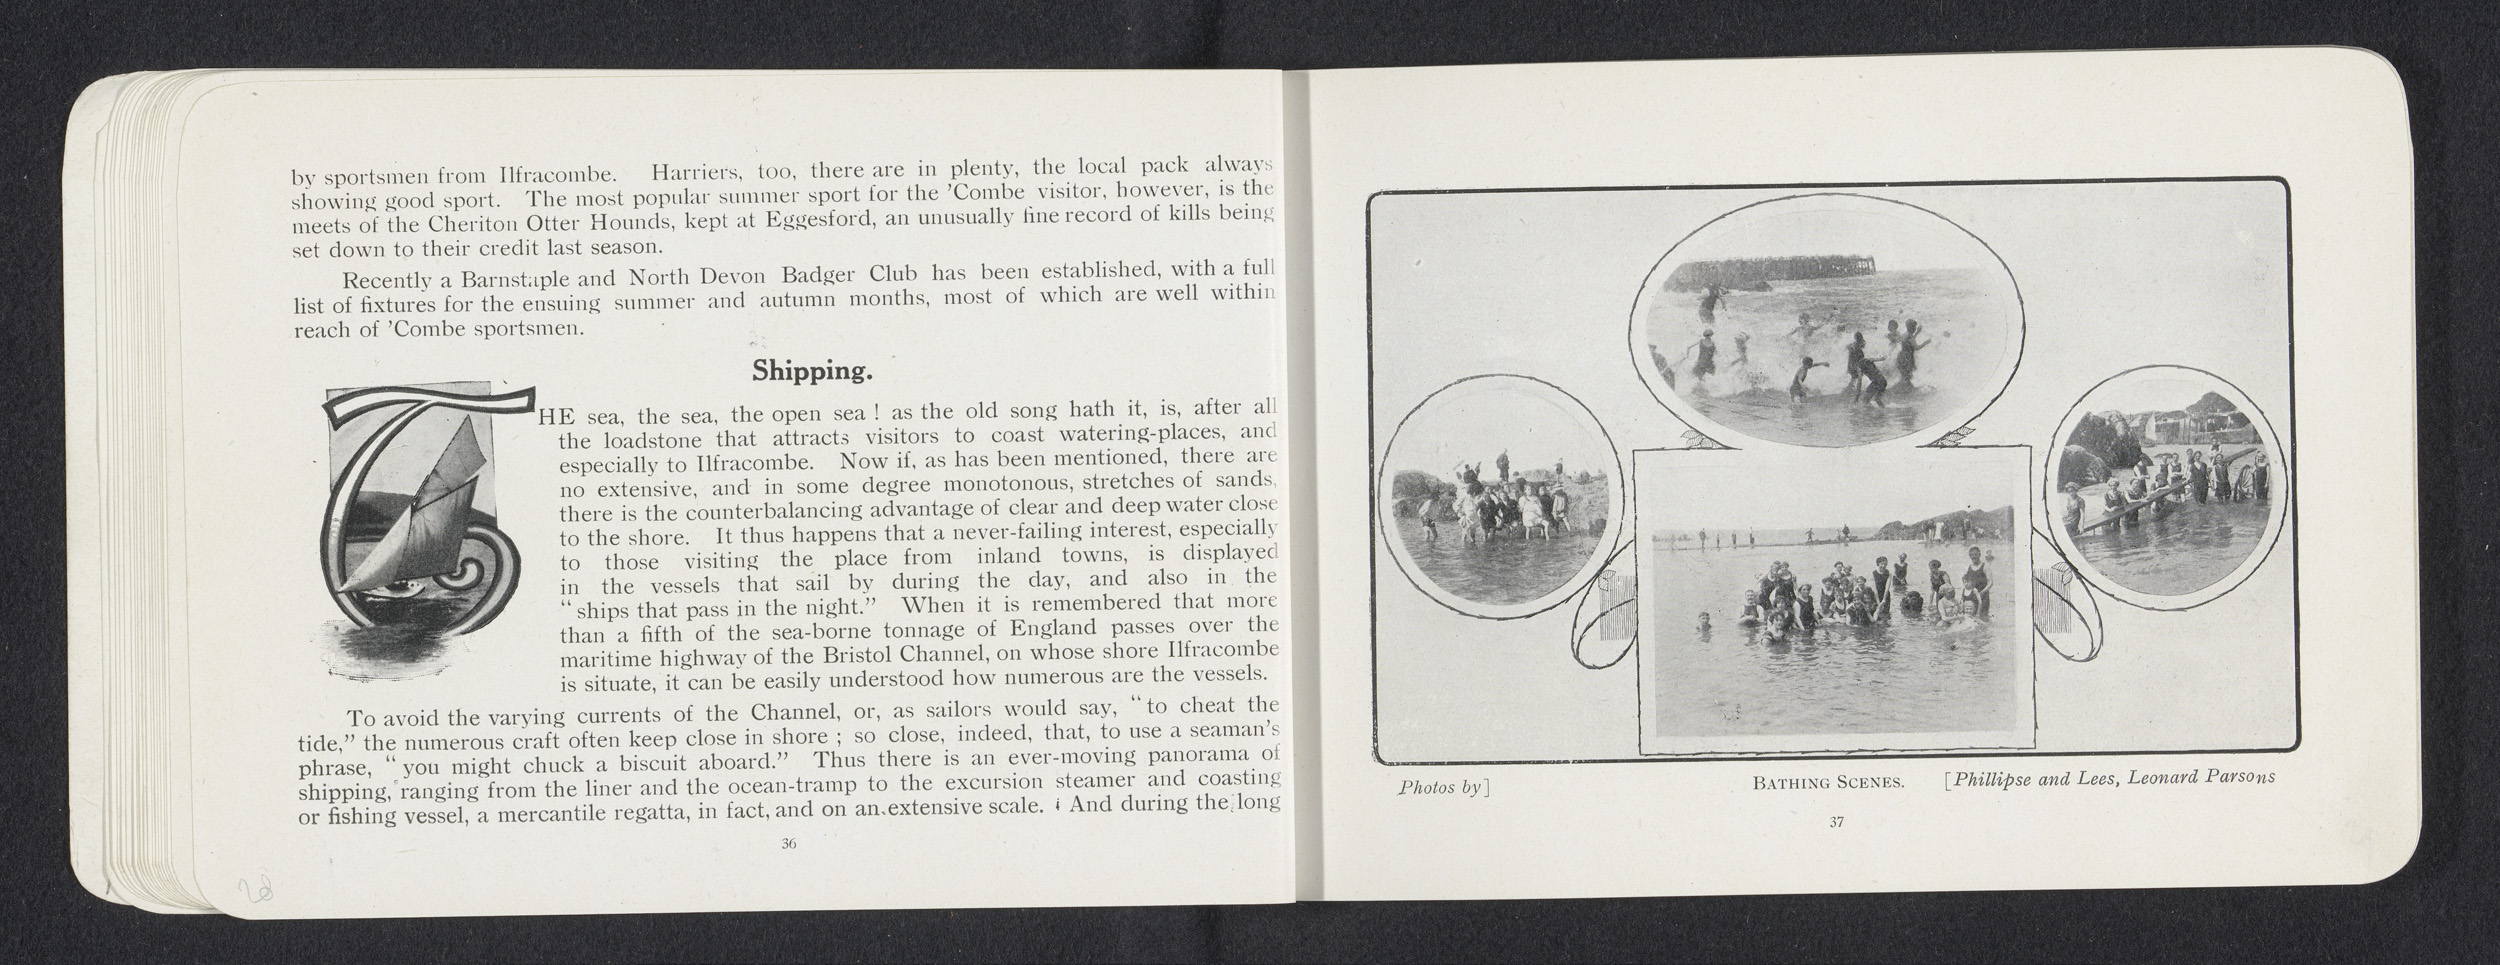 by sportsmen from Ilfracombe. Harriers, too, there are in plenty, the local pack always
showing good sport. The most popular summer sport for the 'Combe visitor, however, is the
meets of the Cheriton Otter Hounds, kept at Eggesford, an unusually fine record of kills being
set down to their credit last season.
Recently a Barnstaple and North Devon Badger Club has been established, with a full
list of fixtures for the ensuing summer and autumn months, most of which are well within
reach of 'Combe sportsmen.
Shipping.
THE sea, the sea, the open sea ! as the old song hath it, is, after all
the loadstone that attracts visitors to coast watering-places, and
especially to Ilfracombe. Now if, as has been mentioned, there are
no extensive, and in some degree monotonous, stretches of sands,
there is the counterbalancing advantage of clear and deep water close
to the shore. It thus happens that a never-failing interest, especially
to those visiting the place from inland towns, is displayed
in the vessels that sail by during the day, and also in the
“ ships that pass in the night.” When it is remembered that more
than a fifth of the sea-borne tonnage of England passes over the
maritime highway of the Bristol Channel, on whose shore Ilfracombe
is situate, it can be easily understood how numerous are the vessels.
To avoid the varying currents of the Channel, or, as sailors would say, “ to cheat the
tide,” the numerous craft often keep close in shore ; so close, indeed, that, to use a seaman's
phrase, “ you might chuck a biscuit aboard.” Thus there is an ever-moving panorama of
shipping, ranging from the liner and the ocean-tramp to the excursion steamer and coasting
or fishing vessel, a mercantile regatta, in fact, and on an extensive scale. And during the long
36
28
Photos by] BATHING SCENES. [Phillipse and Lees, Leonard Parsons
37